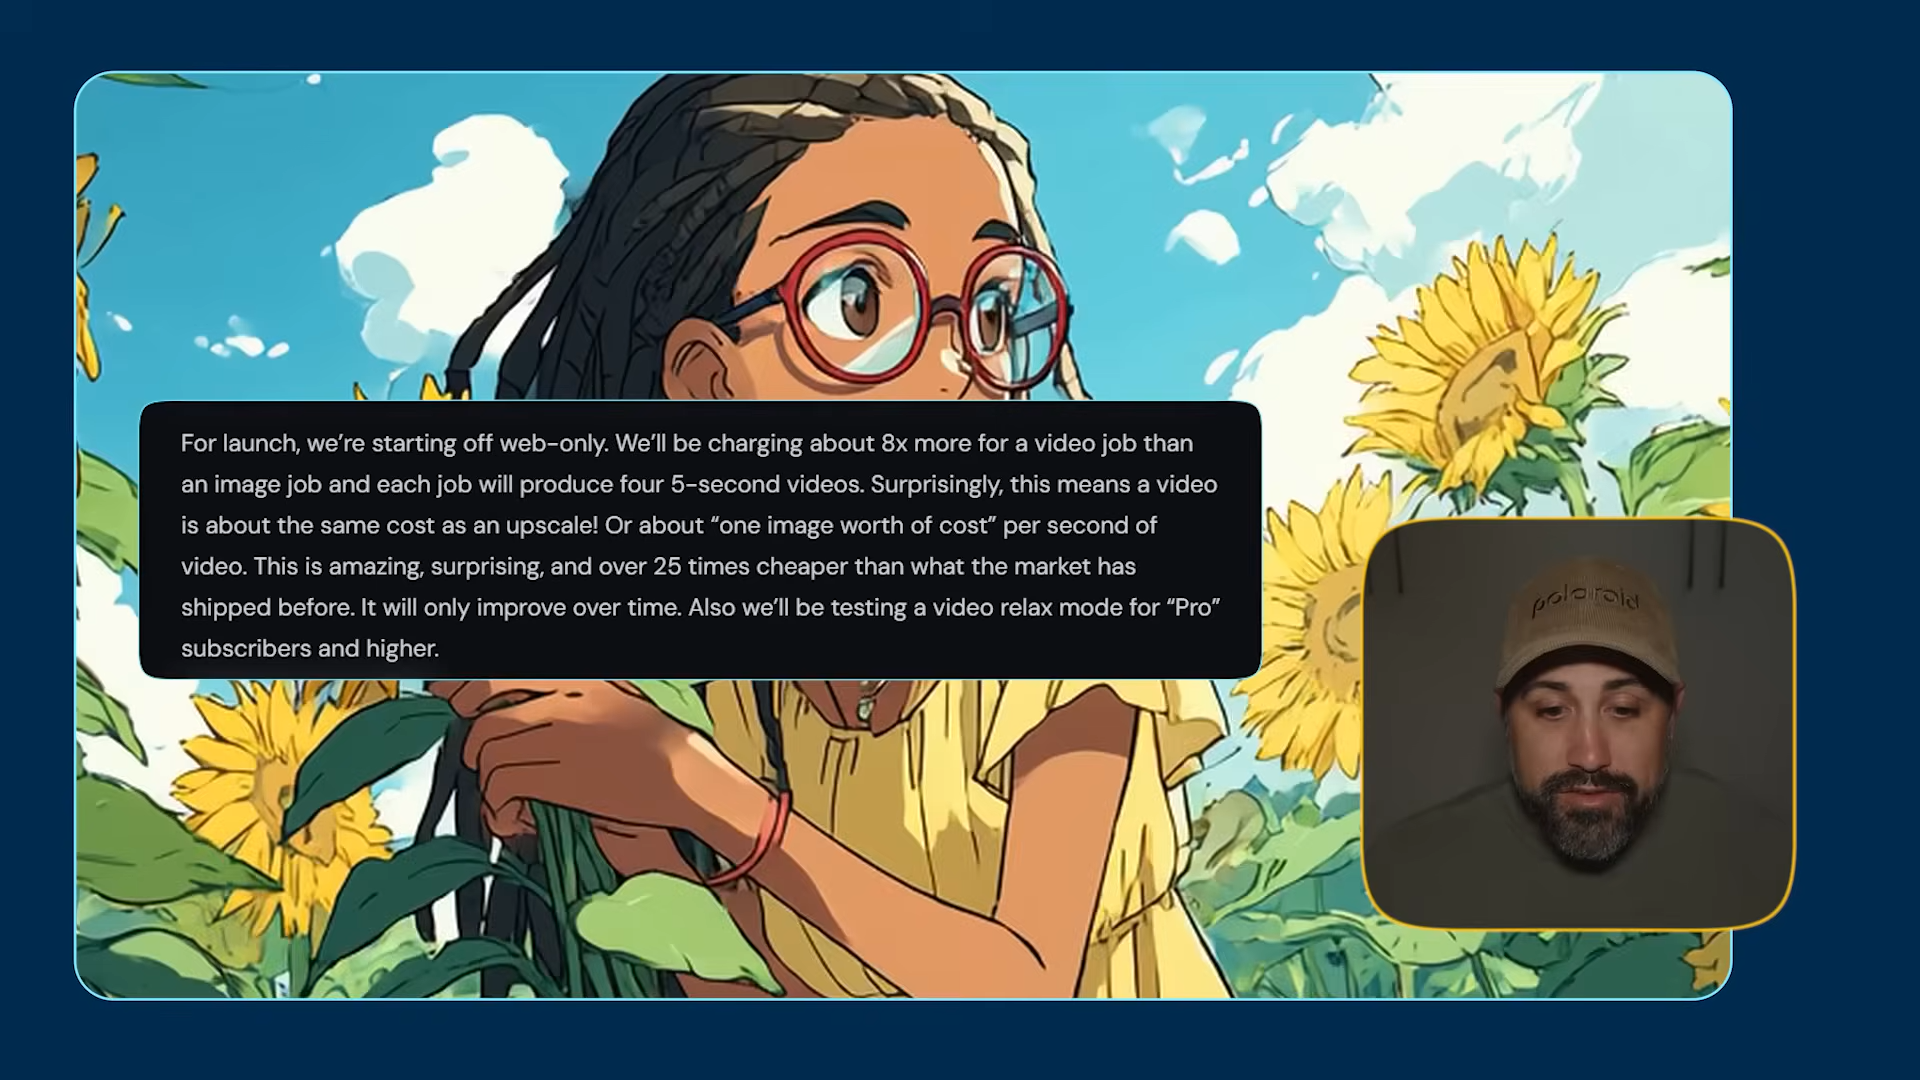 For launch, we’re starting off web-only. We’ll be charging about 8x more for a video job than
an image job and each job will produce four 5-second videos. Surprisingly, this means a video
is about the same cost as an upscale! Or about “one image worth of cost” per second of
video. This is amazing, surprising, and over 25 times cheaper than what the market has
shipped before. It will only improve over time. Also we’ll be testing a video relax mode for “Pro”
subscribers and higher.
polaroid